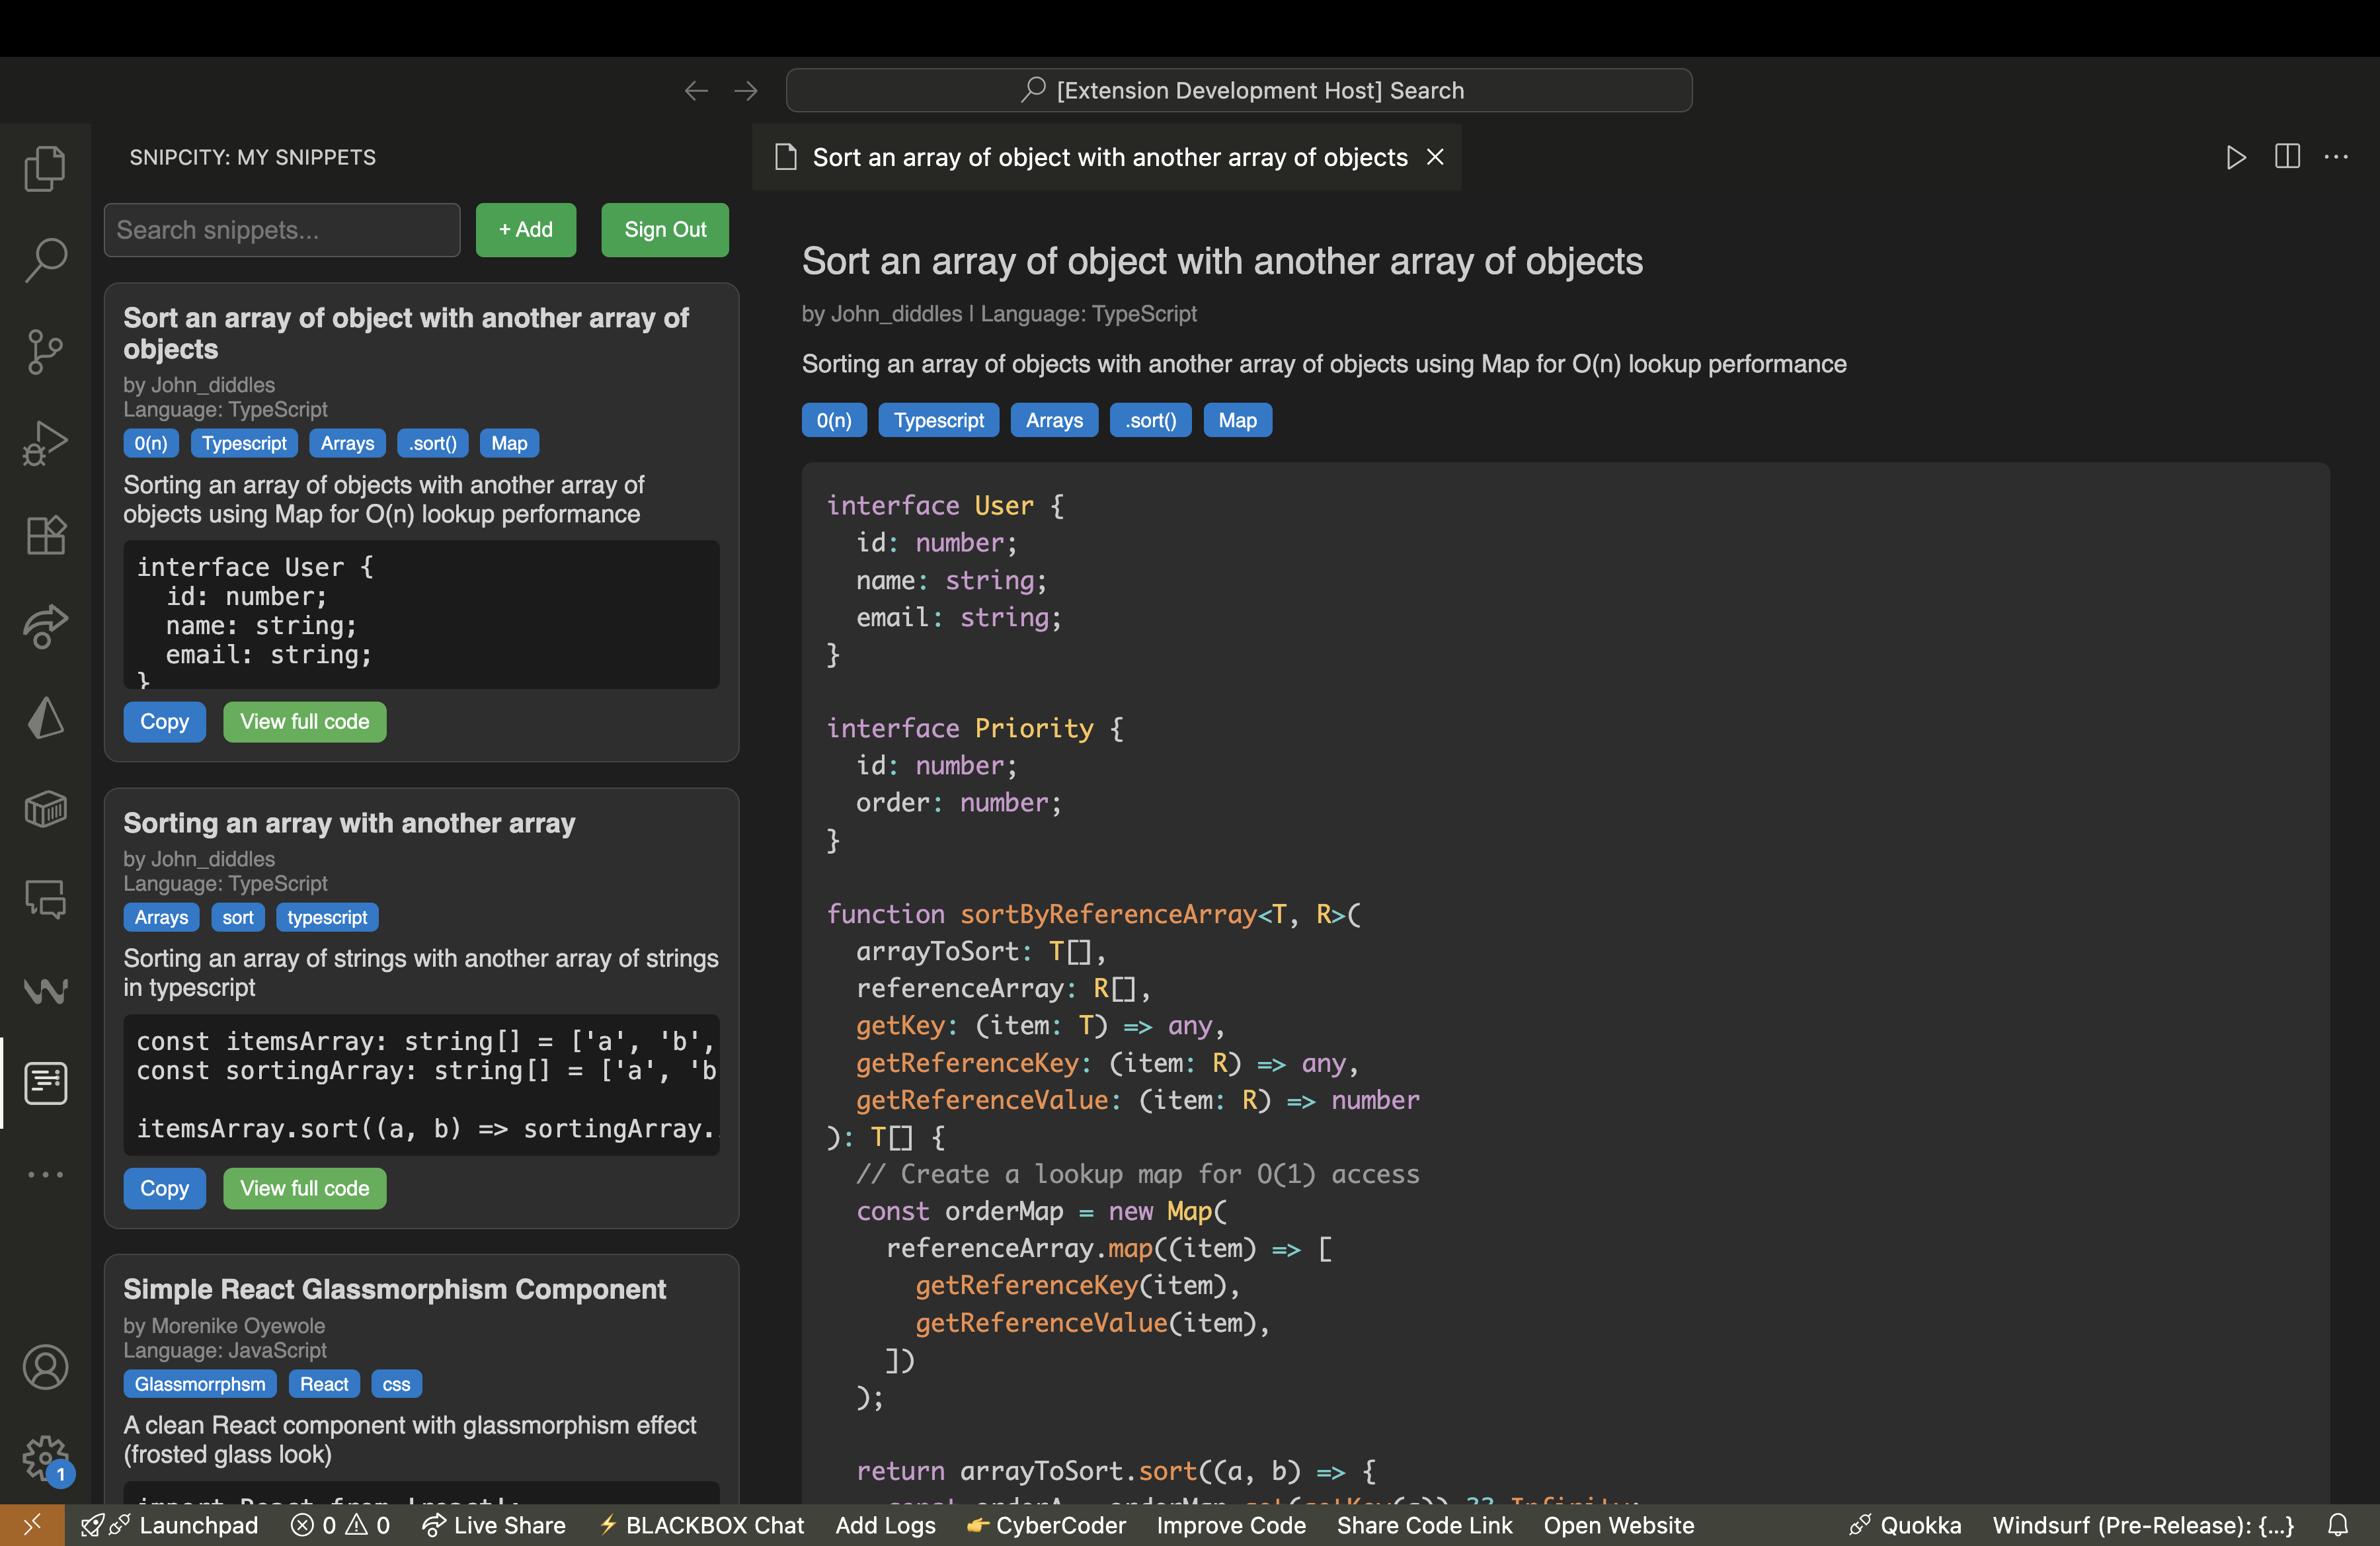 [Extension Development Host] Search
SNIPCITY: MY SNIPPETS
Search snippets...
+ Add
Sign Out
Sort an array of object with another array of
objects
by John_diddles
Language: TypeScript
0(n) Typescript Arrays .sort() Map
Sorting an array of objects with another array of
objects using Map for O(n) lookup performance
interface User {
  id: number;
  name: string;
  email: string;
}
Copy
View full code
Sorting an array with another array
by John_diddles
Language: TypeScript
Arrays sort typescript
Sorting an array of strings with another array of strings
in typescript
const itemsArray: string[] = ['a', 'b',
const sortingArray: string[] = ['a', 'b
itemsArray.sort((a, b) => sortingArray.
Copy
View full code
Simple React Glassmorphism Component
by Morenike Oyewole
Language: JavaScript
Glassmorrphsm React css
A clean React component with glassmorphism effect
(frosted glass look)
import React from
Sort an array of object with another array of objects
Sort an array of object with another array of objects
by John_diddles | Language: TypeScript
Sorting an array of objects with another array of objects using Map for O(n) lookup performance
0(n) Typescript Arrays .sort() Map
interface User {
  id: number;
  name: string;
  email: string;
}
interface Priority {
  id: number;
  order: number;
}
function sortByReferenceArray<T, R>(
  arrayToSort: T[],
  referenceArray: R[],
  getKey: (item: T) => any,
  getReferenceKey: (item: R) => any,
  getReferenceValue: (item: R) => number
): T[] {
  // Create a lookup map for O(1) access
  const orderMap = new Map(
    referenceArray.map((item) => [
      getReferenceKey(item),
      getReferenceValue(item),
    ])
  );
  return arrayToSort.sort((a, b) => {
    const orderA = orderMap.get(getKey(a)) ?? Infinity;
1
Launchpad 0 0 Live Share BLACKBOX Chat Add Logs CyberCoder Improve Code Share Code Link Open Website Quokka Windsurf (Pre-Release): {...}